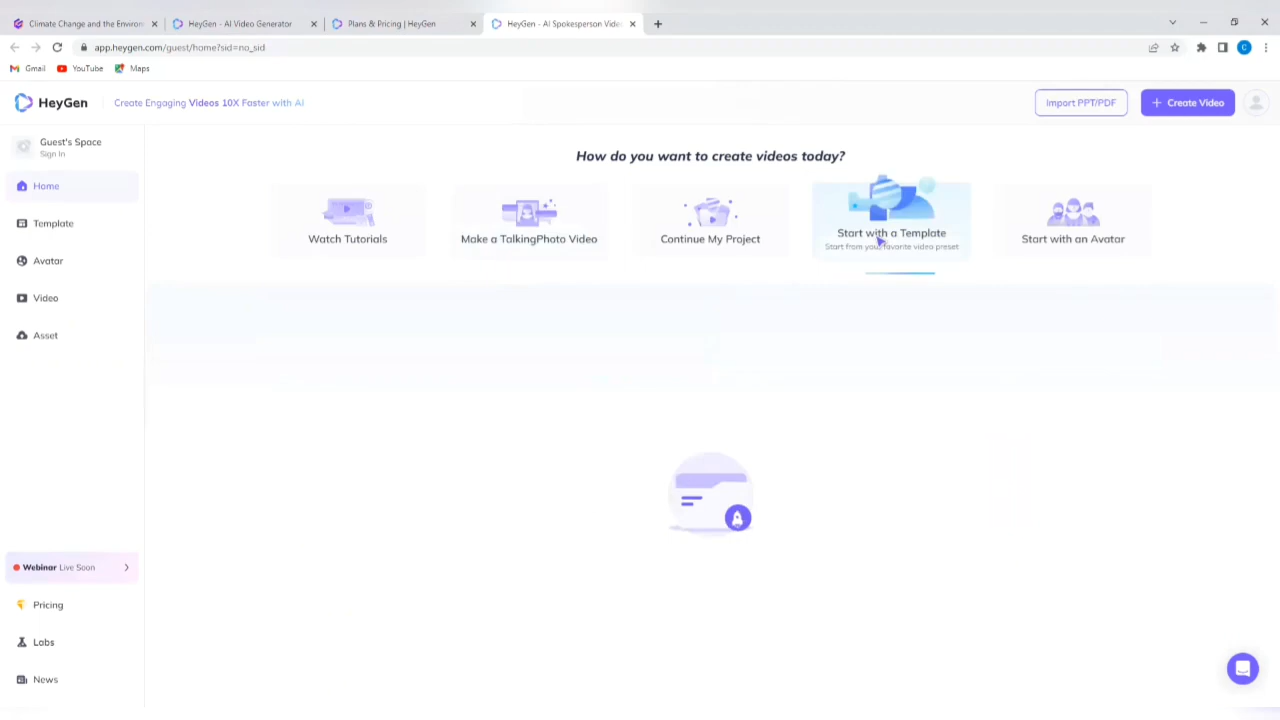 Climate Change and the Environ
HeyGen - AI Video Generator
Plans & Pricing | HeyGen
HeyGen - AI Spokesperson Vide
app.heygen.com/guest/home?sid=no_sid
Gmail
YouTube
Maps
HeyGen
Create Engaging Videos 10X Faster with AI
Import PPT/PDF
+ Create Video
Guest's Space
Sign In
Home
Template
Avatar
Video
Asset
Webinar Live Soon
Pricing
Labs
News
How do you want to create videos today?
Watch Tutorials
Make a TalkingPhoto Video
Continue My Project
Start with a Template
Start from your favorite video preset
Start with an Avatar
C